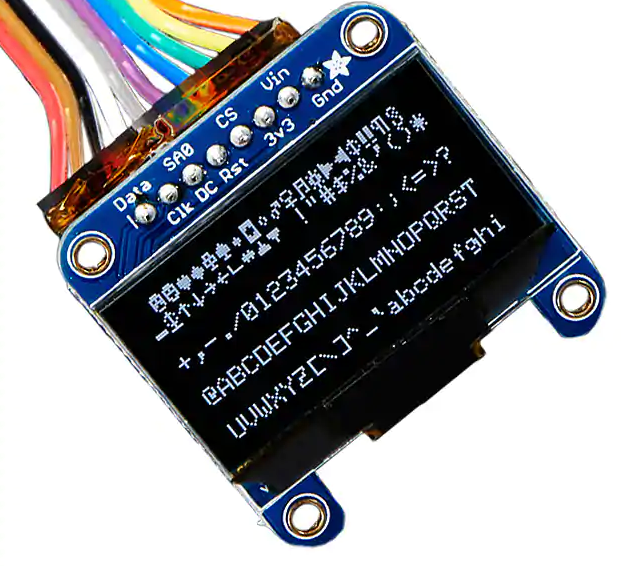 Data SA0 CS Vin
Clk DC Rst 3v3 Gnd
☺☻♥♦♣♠•◘○◙♂♀♪♫☼►◄↕‼¶§
▬↨↑↓→←∟↔▲▼ !"#$%&'()*
+,-./0123456789:;<=>?
@ABCDEFGHIJKLMNOPQRST
UVWXYZ[\]^_`abcdefghi